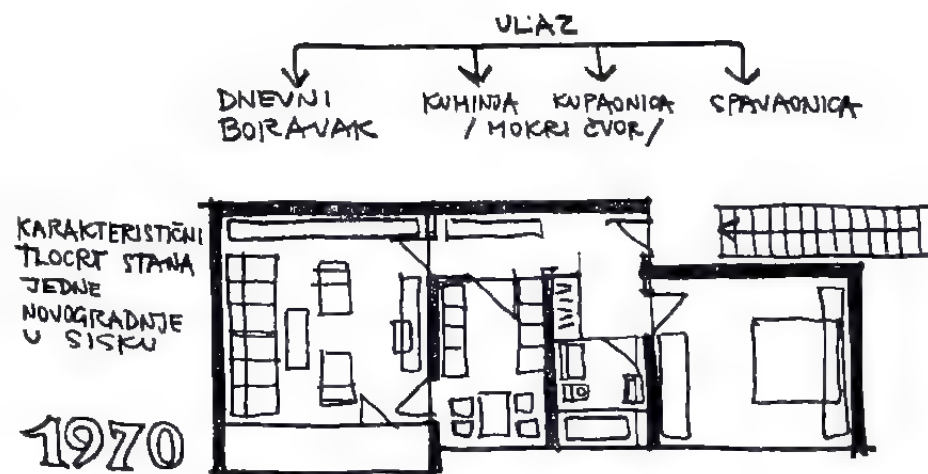 ULAZ
DNEVNI BORAVAK
KUHINJA KUPAONICA
/ MOKRI ČVOR /
SPAVAONICA
KARAKTERISTIČNI
TLOCRT STANA
JEDNE
NOVOGRADNJE
U SISKU
1970